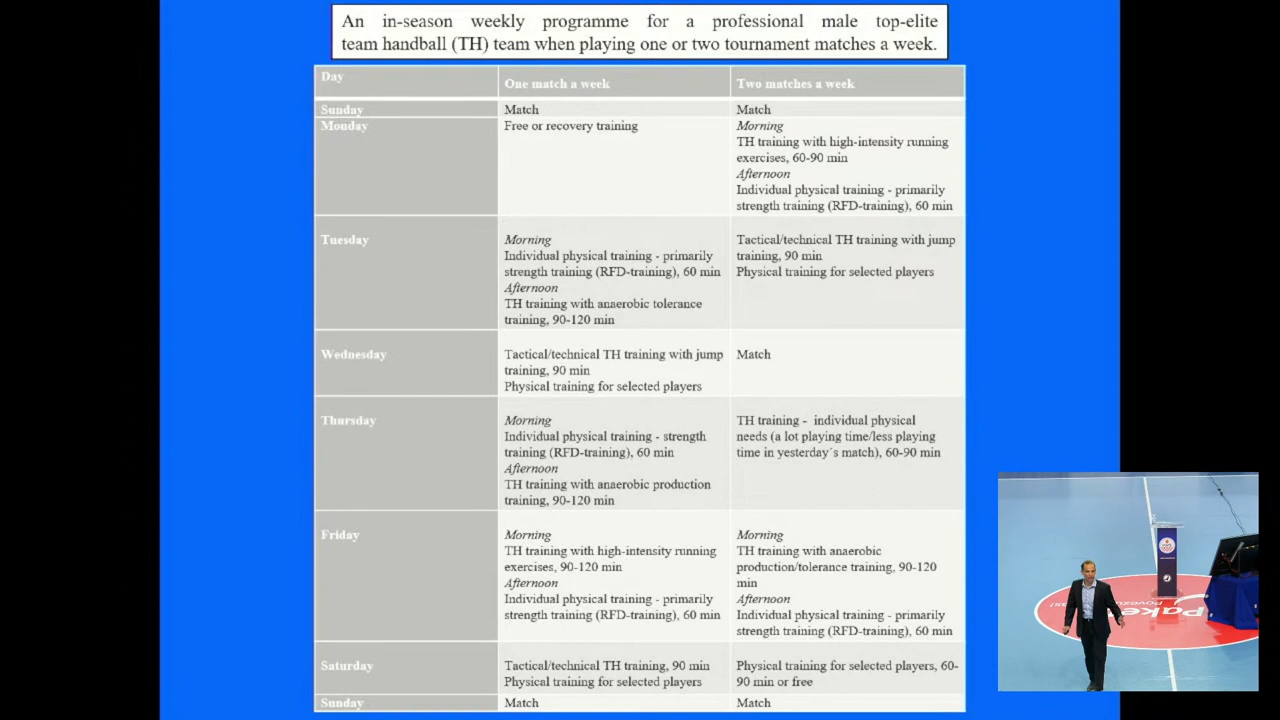 An in-season weekly programme for a professional male top-elite
team handball (TH) team when playing one or two tournament matches a week.
Day
One match a week
Two matches a week
Sunday
Match
Match
Monday
Free or recovery training
Morning
TH training with high-intensity running
exercises, 60-90 min
Afternoon
Individual physical training - primarily
strength training (RFD-training), 60 min
Tuesday
Morning
Individual physical training - primarily
strength training (RFD-training), 60 min
Afternoon
TH training with anaerobic tolerance
training, 90-120 min
Tactical/technical TH training with jump
training, 90 min
Physical training for selected players
Wednesday
Tactical/technical TH training with jump
training, 90 min
Physical training for selected players
Match
Thursday
Morning
Individual physical training - strength
training (RFD-training), 60 min
Afternoon
TH training with anaerobic production
training, 90-120 min
TH training - individual physical
needs (a lot playing time/less playing
time in yesterday´s match), 60-90 min
Friday
Morning
TH training with high-intensity running
exercises, 90-120 min
Afternoon
Individual physical training - primarily
strength training (RFD-training), 60 min
Morning
TH training with anaerobic
production/tolerance training, 90-120
min
Afternoon
Individual physical training - primarily
strength training (RFD-training), 60 min
Saturday
Tactical/technical TH training, 90 min
Physical training for selected players
Physical training for selected players, 60-
90 min or free
Sunday
Match
Match